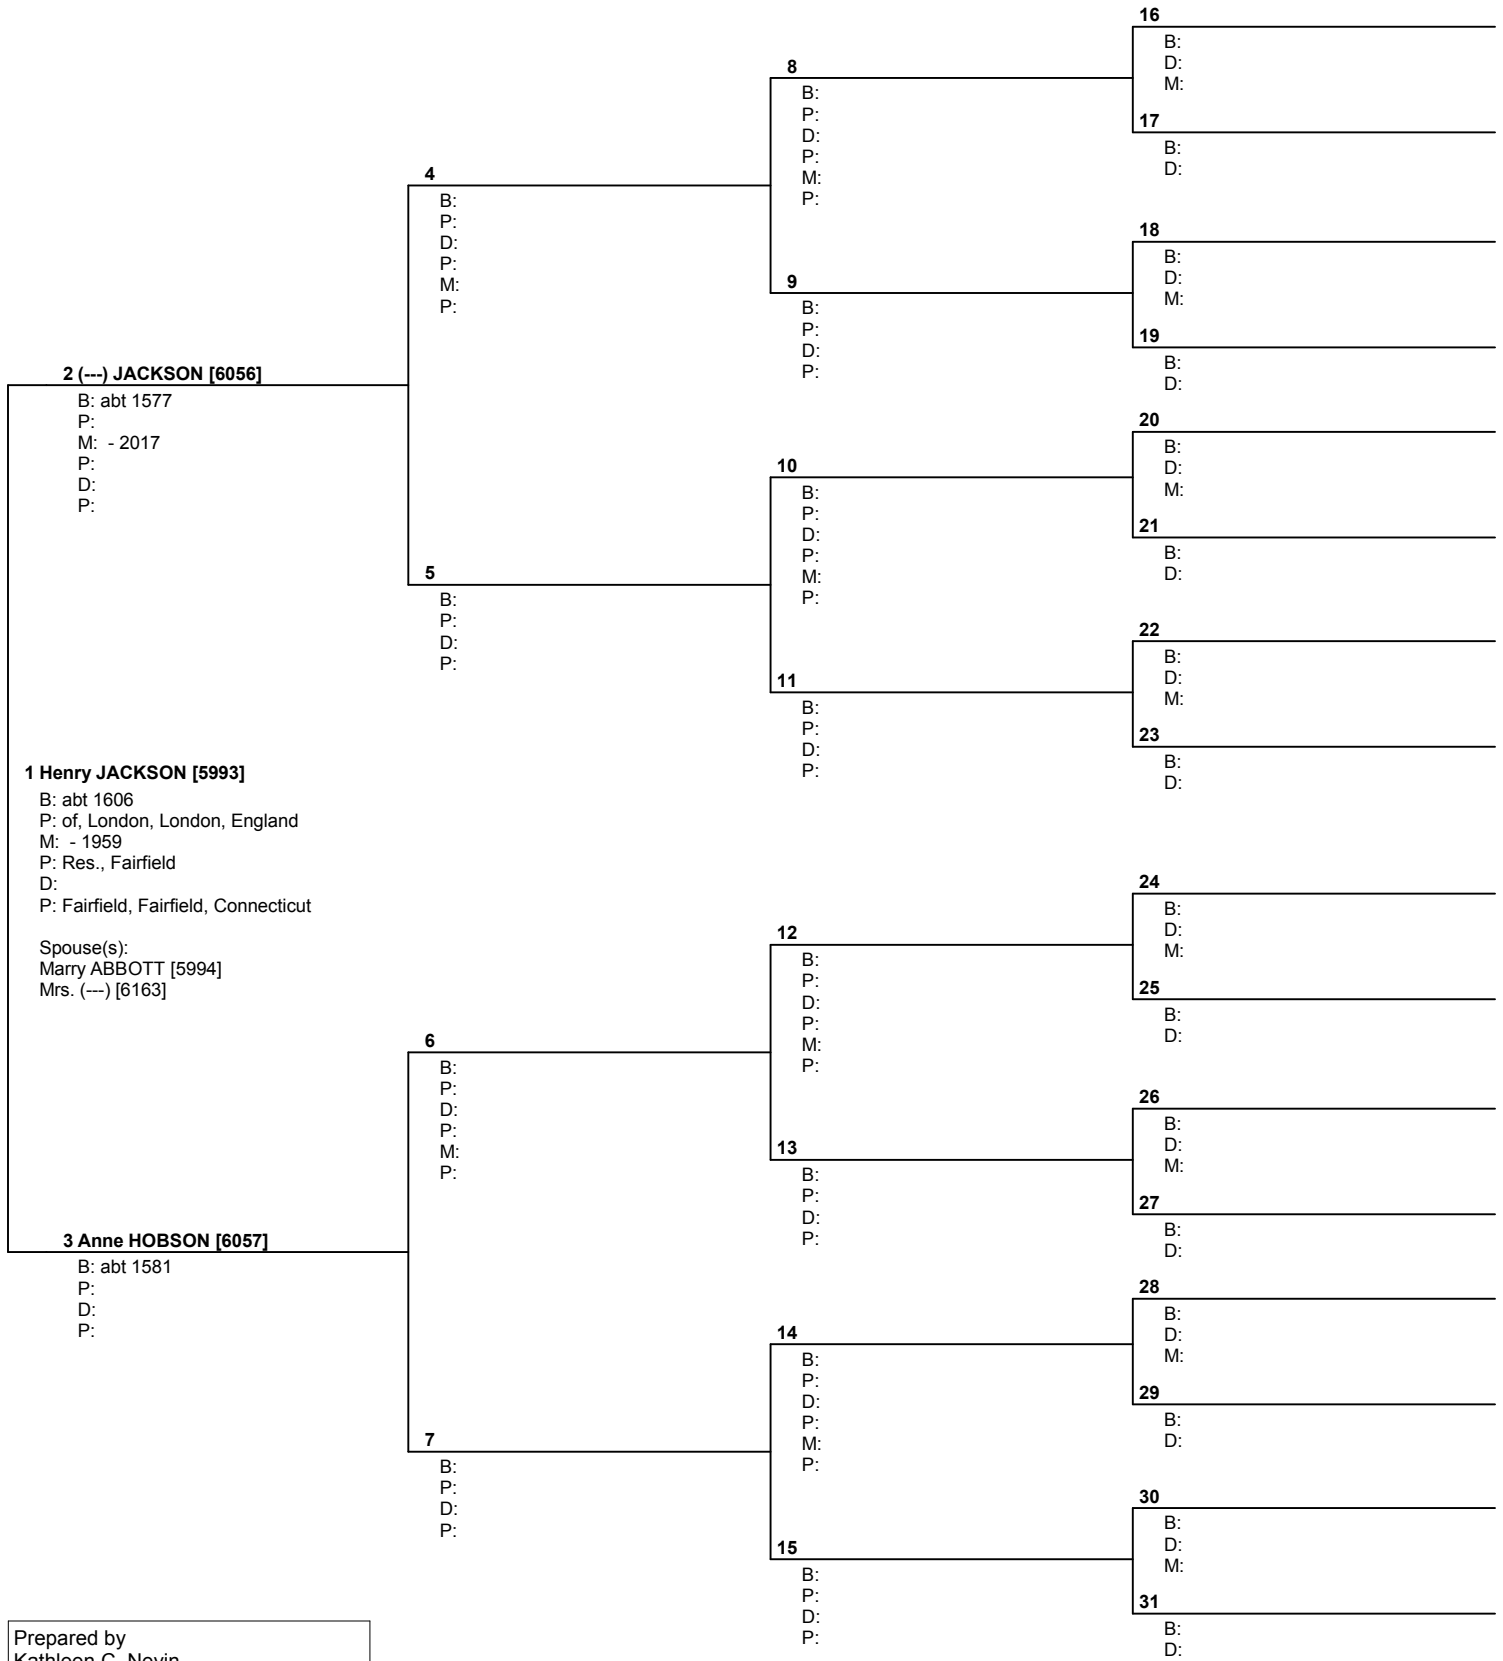 16
B:
D:
M:
17
B:
D:
8
B:
P:
D:
P:
M:
P:
4
B:
P:
D:
P:
M:
P:
18
B:
D:
M:
9
B:
P:
D:
P:
19
B:
D:
2 (---) JACKSON [6056]
B: abt 1577
P:
M:  - 2017
P:
D:
P:
20
B:
D:
M:
10
B:
P:
D:
P:
M:
P:
21
B:
D:
5
B:
P:
D:
P:
22
B:
D:
M:
11
B:
P:
D:
P:
23
B:
D:
1 Henry JACKSON [5993]
B: abt 1606
P: of, London, London, England
M:  - 1959
P: Res., Fairfield
D:
P: Fairfield, Fairfield, Connecticut
Spouse(s):
Marry ABBOTT [5994]
Mrs. (---) [6163]
24
B:
D:
M:
12
B:
P:
D:
P:
M:
P:
25
B:
D:
6
B:
P:
D:
P:
M:
P:
26
B:
D:
M:
13
B:
P:
D:
P:
27
B:
D:
3 Anne HOBSON [6057]
B: abt 1581
P:
D:
P:
28
B:
D:
M:
14
B:
P:
D:
P:
M:
P:
29
B:
D:
7
B:
P:
D:
P:
30
B:
D:
M:
15
B:
P:
D:
P:
31
B:
D:
Prepared by
Kathleen C. Nevin